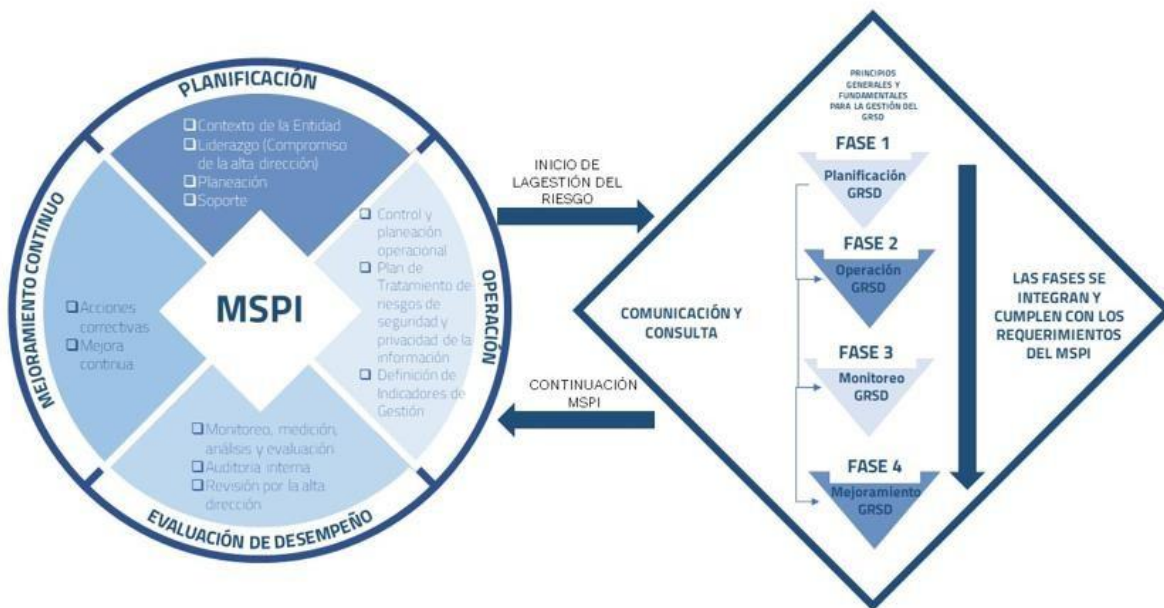 PLANIFICACIÓN
❑Contexto de la Entidad
❑Liderazgo (Compromiso
de la alta dirección)
❑Planeación
❑Soporte
MEJORAMIENTO CONTINUO
❑Acciones
correctivas
❑Mejora
continua
MSPI
❑ Control y
planeación
operacional
❑ Plan de
Tratamiento de
riesgos de
seguridad y
privacidad de la
información
❑ Definición de
Indicadores de
Gestión
OPERACIÓN
❑Monitoreo, medición,
análisis y evaluación
❑Auditoria interna
❑Revisión por la alta
dirección
EVALUACIÓN DE DESEMPEÑO
INICIO DE
LAGESTIÓN DEL
RIESGO
CONTINUACIÓN
MSPI
PRINCIPIOS
GENERALES Y
FUNDAMENTALES
PARA LA GESTIÓN DEL
GRSD
COMUNICACIÓN Y
CONSULTA
FASE 1
Planificación
GRSD
FASE 2
Operación
GRSD
FASE 3
Monitoreo
GRSD
FASE 4
Mejoramiento
GRSD
LAS FASES SE
INTEGRAN Y
CUMPLEN CON LOS
REQUERIMIENTOS
DEL MSPI